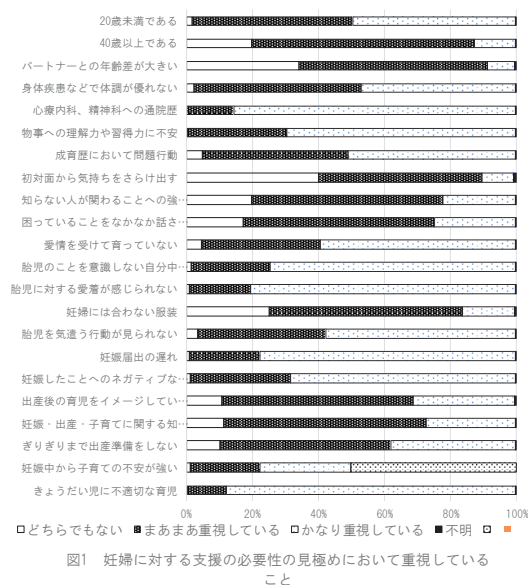 20歳未満である
40歳以上である
パートナーとの年齢差が大きい
身体疾患などで体調が優れない
心療内科、精神科への通院歴
物事への理解力や習得力に不安
成育歴において問題行動
初対面から気持ちをさらけ出す
知らない人が関わることへの強…
困っていることをなかなか話さ…
愛情を受けて育っていない
胎児のことを意識しない自分中…
胎児に対する愛着が感じられない
妊婦には合わない服装
胎児を気遣う行動が見られない
妊娠届出の遅れ
妊娠したことへのネガティブな…
出産後の育児をイメージしてい…
妊娠・出産・子育てに関する知…
ぎりぎりまで出産準備をしない
妊娠中から子育ての不安が強い
きょうだい児に不適切な育児
0% 20% 40% 60% 80% 100%
どちらでもない まあまあ重視している かなり重視している 不明
図1 妊婦に対する支援の必要性の見極めにおいて重視している
こと